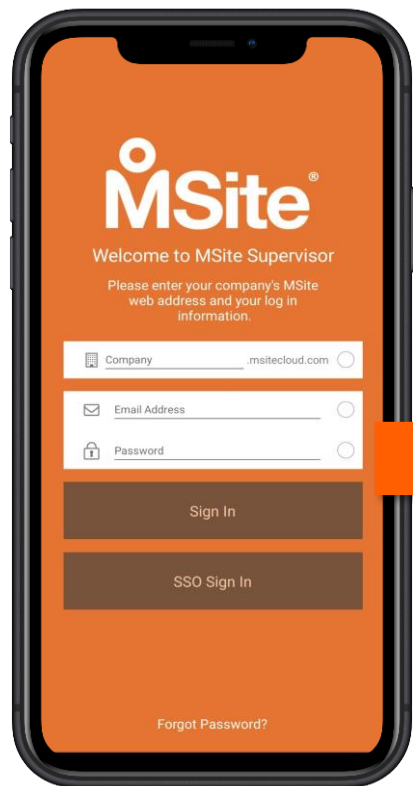 MSite®
Welcome to MSite Supervisor
Please enter your company's MSite
web address and your log in
information.
Company .msitecloud.com
Email Address
Password
Sign In
SSO Sign In
Forgot Password?